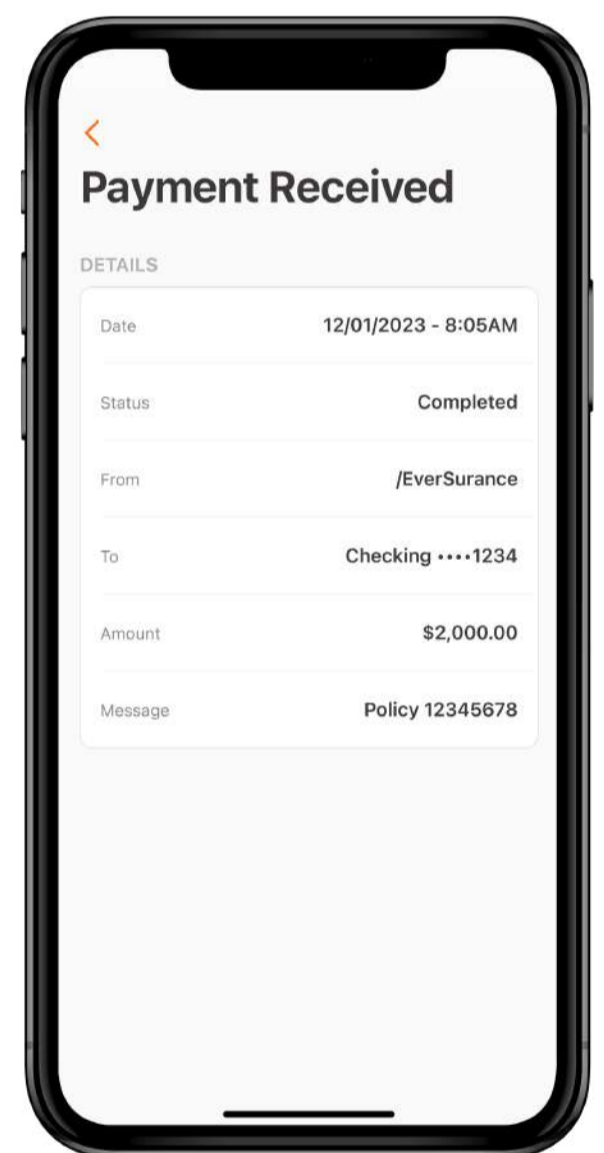 Payment Received
DETAILS
Date 12/01/2023 - 8:05AM
Status Completed
From /EverSurance
To Checking ••••1234
Amount $2,000.00
Message Policy 12345678